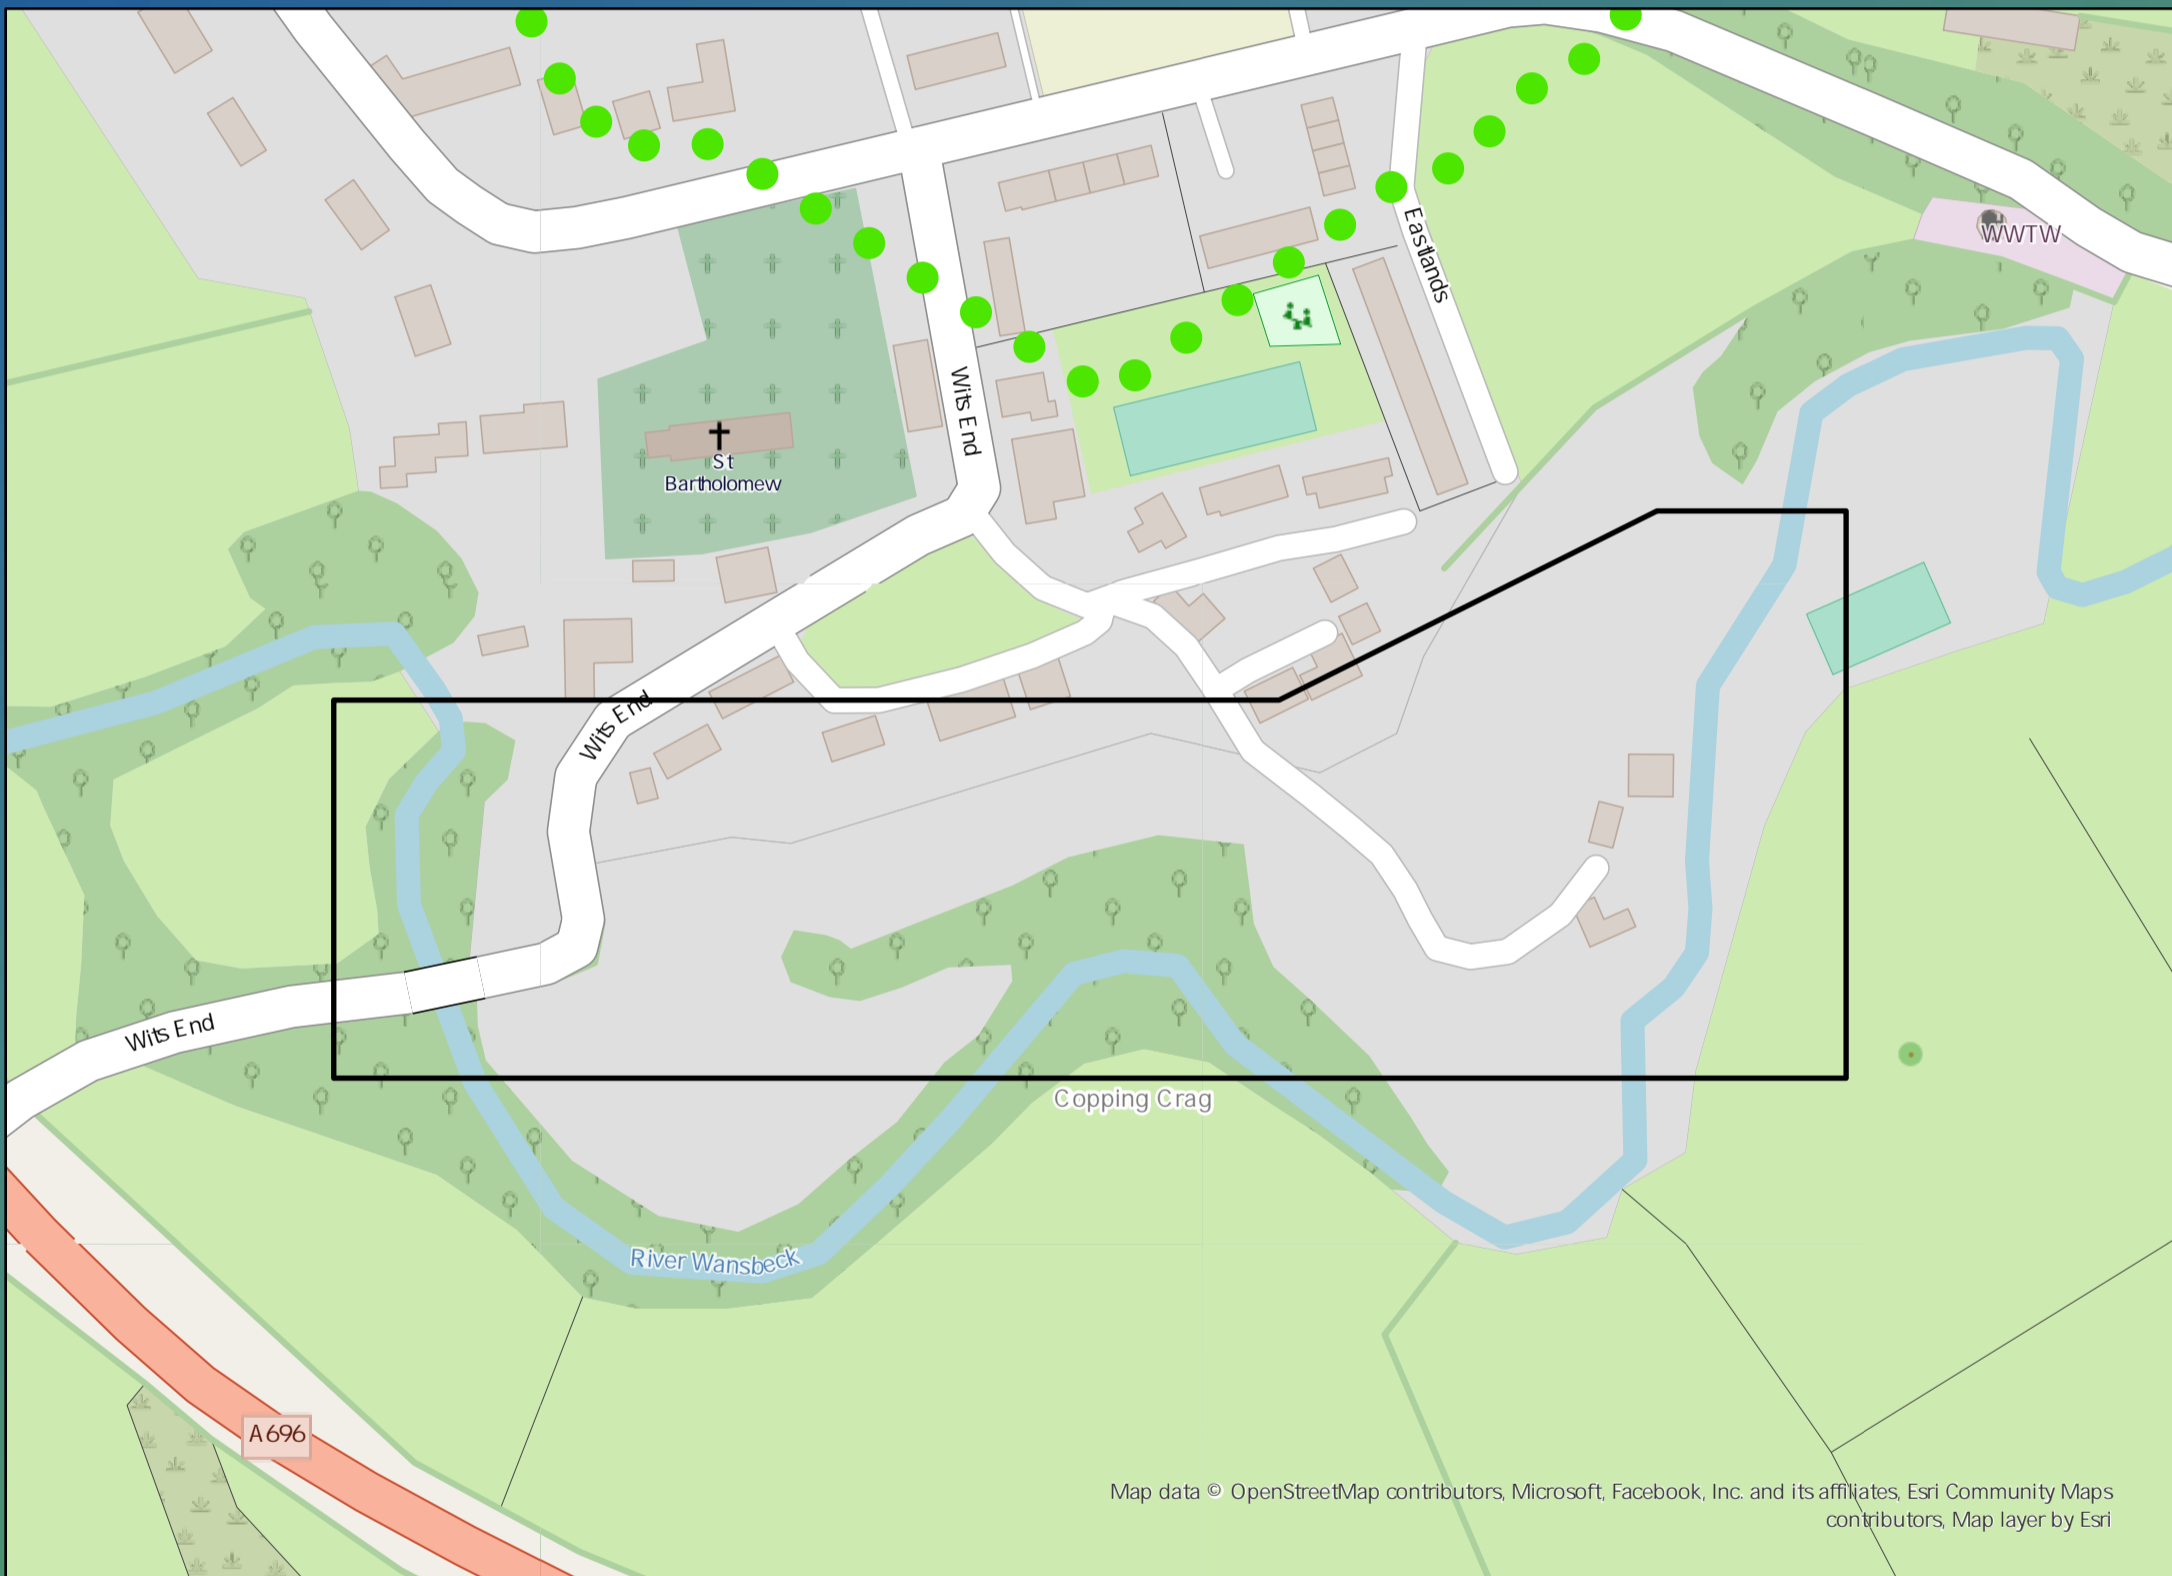 WWTW
Eastlands
Wits End
St
Bartholomew
Wits End
Wits End
Copping Crag
River Wansbeck
A696
Map data © OpenStreetMap contributors, Microsoft, Facebook, Inc. and its affiliates, Esri Community Maps
contributors, Map layer by Esri